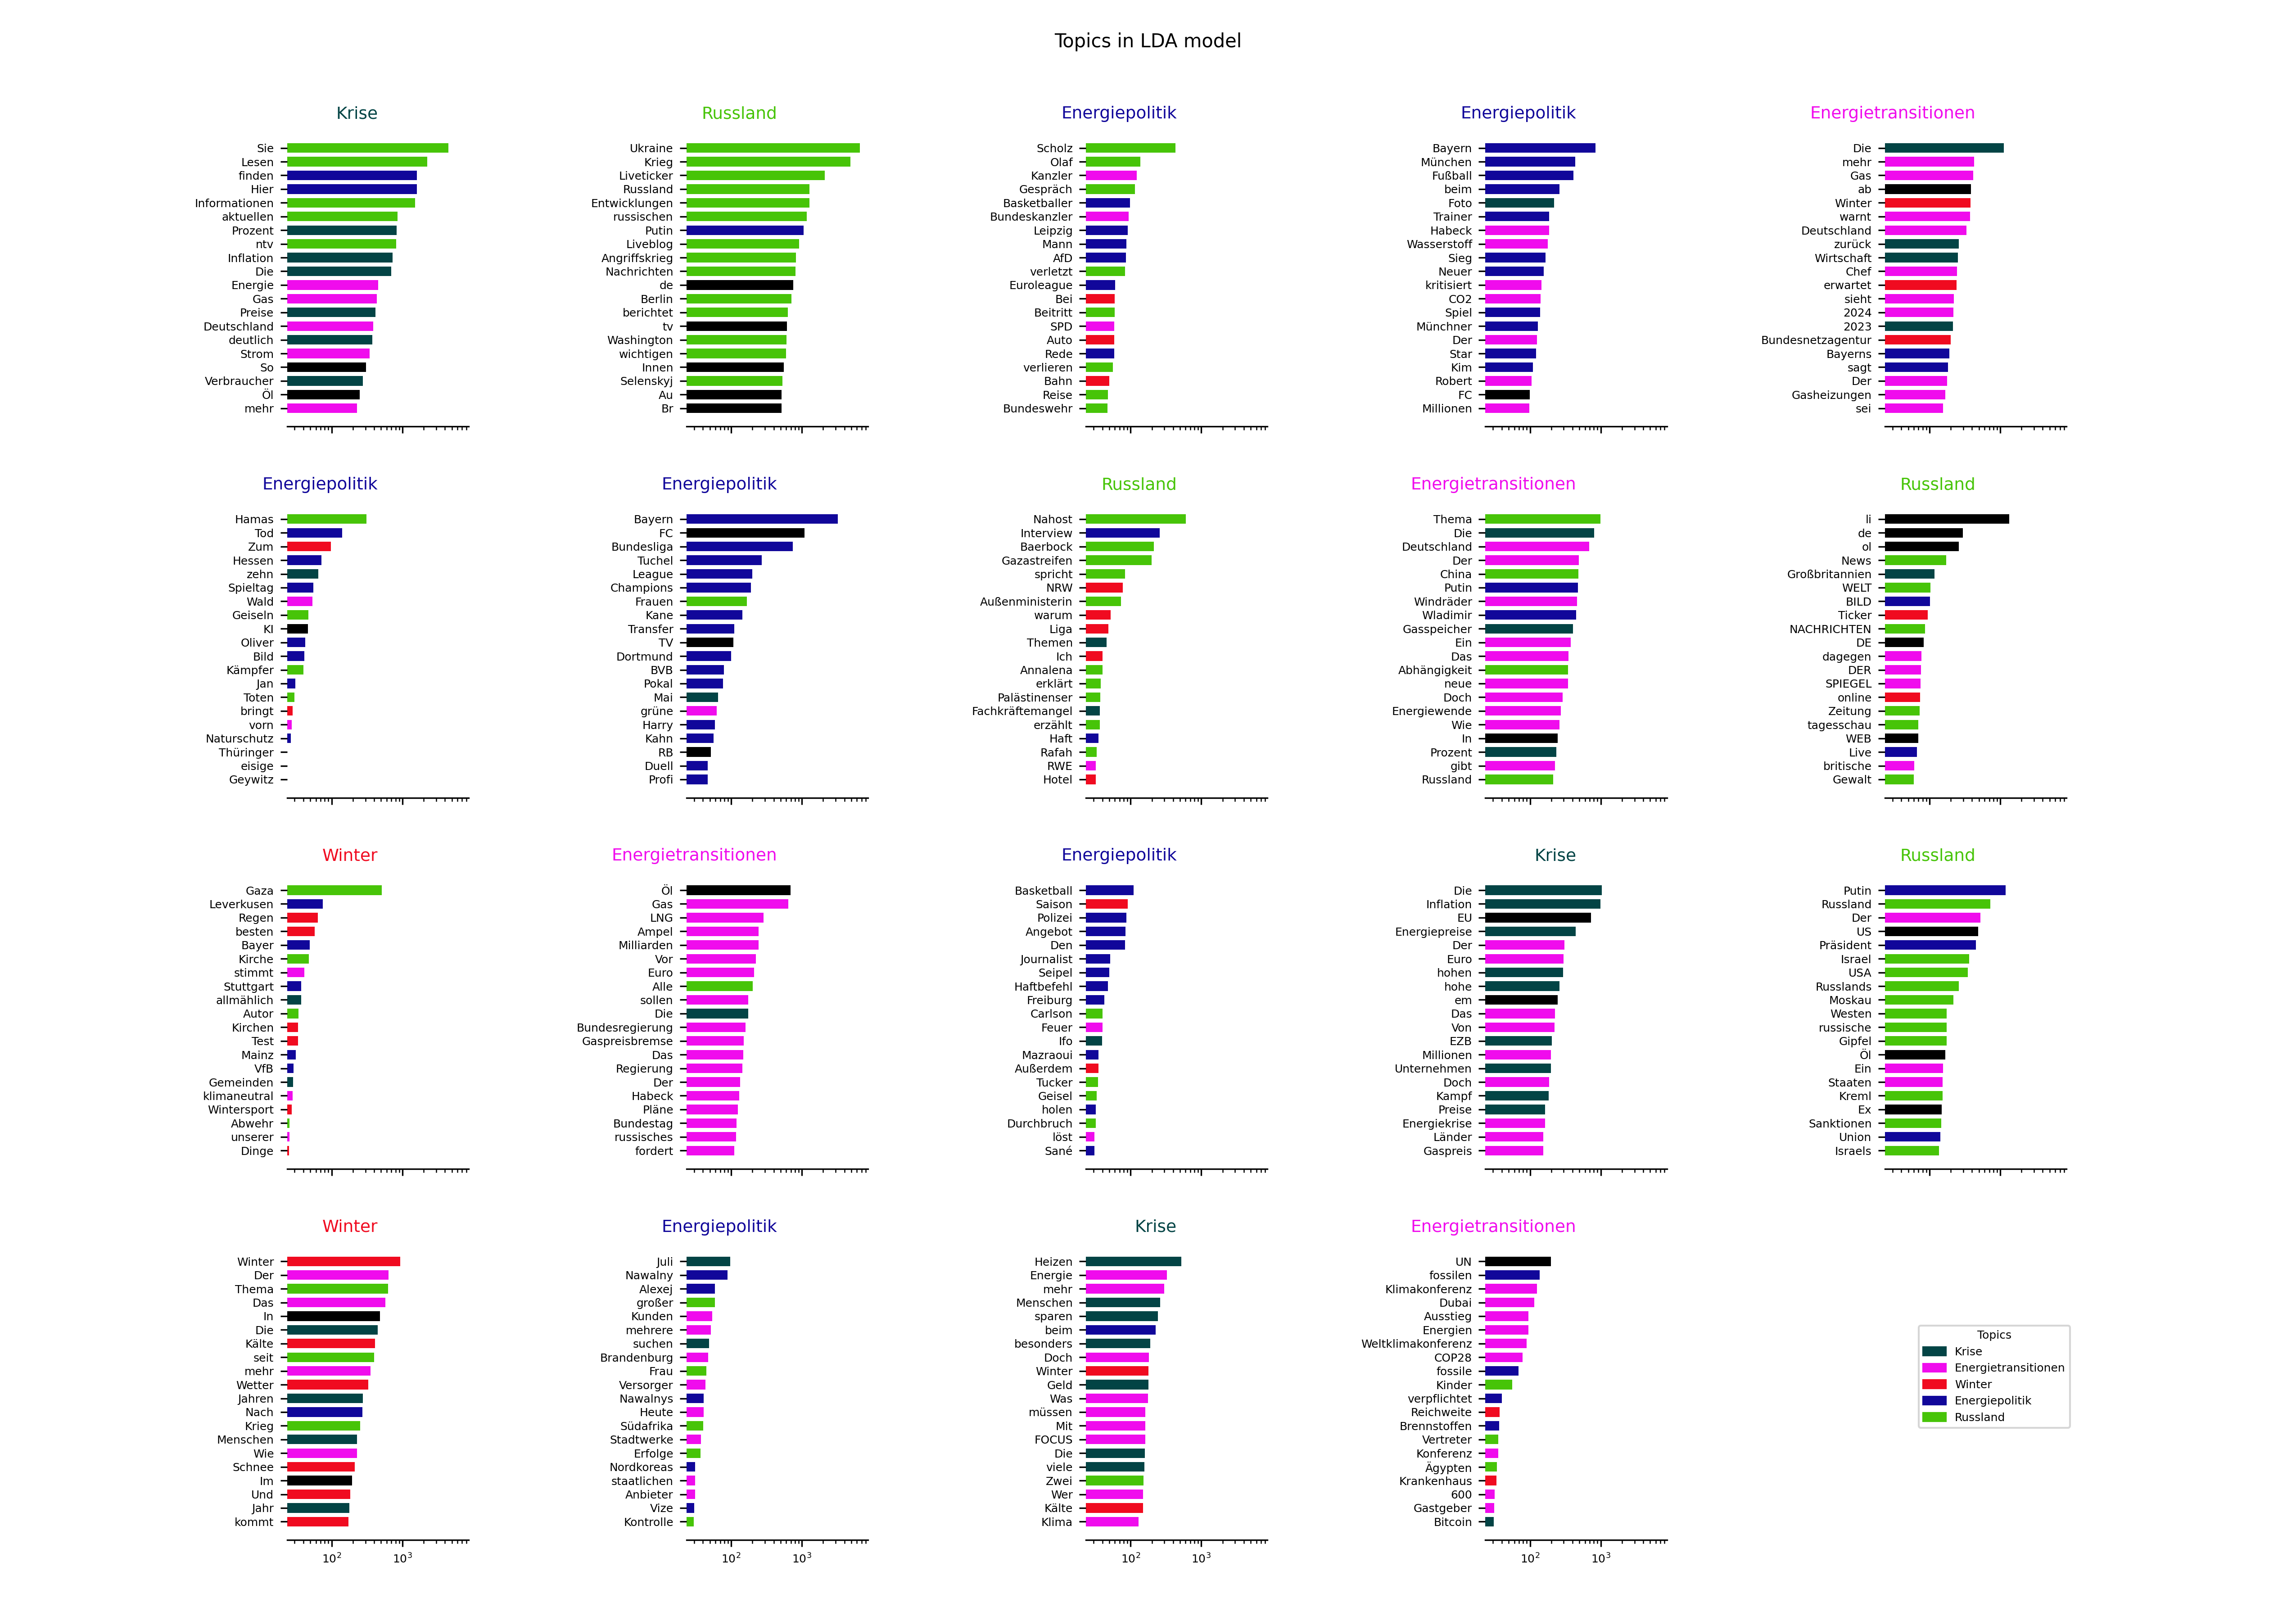 Topics in LDA model
Krise
Sie
Lesen
finden
Hier
Informationen
aktuellen
Prozent
ntv
Inflation
Die
Energie
Gas
Preise
Deutschland
deutlich
Strom
So
Verbraucher
Öl
mehr
Russland
Ukraine
Krieg
Liveticker
Russland
Entwicklungen
russischen
Putin
Liveblog
Angriffskrieg
Nachrichten
de
Berlin
berichtet
tv
Washington
wichtigen
Innen
Selenskyj
Au
Br
Energiepolitik
Scholz
Olaf
Kanzler
Gespräch
Basketballer
Bundeskanzler
Leipzig
Mann
AfD
verletzt
Euroleague
Bei
Beitritt
SPD
Auto
Rede
verlieren
Bahn
Reise
Bundeswehr
Energiepolitik
Bayern
München
Fußball
beim
Foto
Trainer
Habeck
Wasserstoff
Sieg
Neuer
kritisiert
CO2
Spiel
Münchner
Der
Star
Kim
Robert
FC
Millionen
Energietransitionen
Die
mehr
Gas
ab
Winter
warnt
Deutschland
zurück
Wirtschaft
Chef
erwartet
sieht
2024
2023
Bundesnetzagentur
Bayerns
sagt
Der
Gasheizungen
sei
Energiepolitik
Hamas
Tod
Zum
Hessen
zehn
Spieltag
Wald
Geiseln
KI
Oliver
Bild
Kämpfer
Jan
Toten
bringt
vorn
Naturschutz
Thüringer
eisige
Geywitz
Energiepolitik
Bayern
FC
Bundesliga
Tuchel
League
Champions
Frauen
Kane
Transfer
TV
Dortmund
BVB
Pokal
Mai
grüne
Harry
Kahn
RB
Duell
Profi
Russland
Nahost
Interview
Baerbock
Gazastreifen
spricht
NRW
Außenministerin
warum
Liga
Themen
Ich
Annalena
erklärt
Palästinenser
Fachkräftemangel
erzählt
Haft
Rafah
RWE
Hotel
Energietransitionen
Thema
Die
Deutschland
Der
China
Putin
Windräder
Wladimir
Gasspeicher
Ein
Das
Abhängigkeit
neue
Doch
Energiewende
Wie
In
Prozent
gibt
Russland
Russland
li
de
ol
News
Großbritannien
WELT
BILD
Ticker
NACHRICHTEN
DE
dagegen
DER
SPIEGEL
online
Zeitung
tagesschau
WEB
Live
britische
Gewalt
Winter
Gaza
Leverkusen
Regen
besten
Bayer
Kirche
stimmt
Stuttgart
allmählich
Autor
Kirchen
Test
Mainz
VfB
Gemeinden
klimaneutral
Wintersport
Abwehr
unserer
Dinge
Energietransitionen
Öl
Gas
LNG
Ampel
Milliarden
Vor
Euro
Alle
sollen
Die
Bundesregierung
Gaspreisbremse
Das
Regierung
Der
Habeck
Pläne
Bundestag
russisches
fordert
Energiepolitik
Basketball
Saison
Polizei
Angebot
Den
Journalist
Seipel
Haftbefehl
Freiburg
Carlson
Feuer
Ifo
Mazraoui
Außerdem
Tucker
Geisel
holen
Durchbruch
löst
Sané
Krise
Die
Inflation
EU
Energiepreise
Der
Euro
hohen
hohe
em
Das
Von
EZB
Millionen
Unternehmen
Doch
Kampf
Preise
Energiekrise
Länder
Gaspreis
Russland
Putin
Russland
Der
US
Präsident
Israel
USA
Russlands
Moskau
Westen
russische
Gipfel
Öl
Ein
Staaten
Kreml
Ex
Sanktionen
Union
Israels
Winter
Winter
Der
Thema
Das
In
Die
Kälte
seit
mehr
Wetter
Jahren
Nach
Krieg
Menschen
Wie
Schnee
Im
Und
Jahr
kommt
10² 10³
Energiepolitik
Juli
Nawalny
Alexej
großer
Kunden
mehrere
suchen
Brandenburg
Frau
Versorger
Nawalnys
Heute
Südafrika
Stadtwerke
Erfolge
Nordkoreas
staatlichen
Anbieter
Vize
Kontrolle
10² 10³
Krise
Heizen
Energie
mehr
Menschen
sparen
beim
besonders
Doch
Winter
Geld
Was
müssen
Mit
FOCUS
Die
viele
Zwei
Wer
Kälte
Klima
10² 10³
Energietransitionen
UN
fossilen
Klimakonferenz
Dubai
Ausstieg
Energien
Weltklimakonferenz
COP28
fossile
Kinder
verpflichtet
Reichweite
Brennstoffen
Vertreter
Konferenz
Ägypten
Krankenhaus
600
Gastgeber
Bitcoin
10² 10³
Topics
Krise
Energietransitionen
Winter
Energiepolitik
Russland